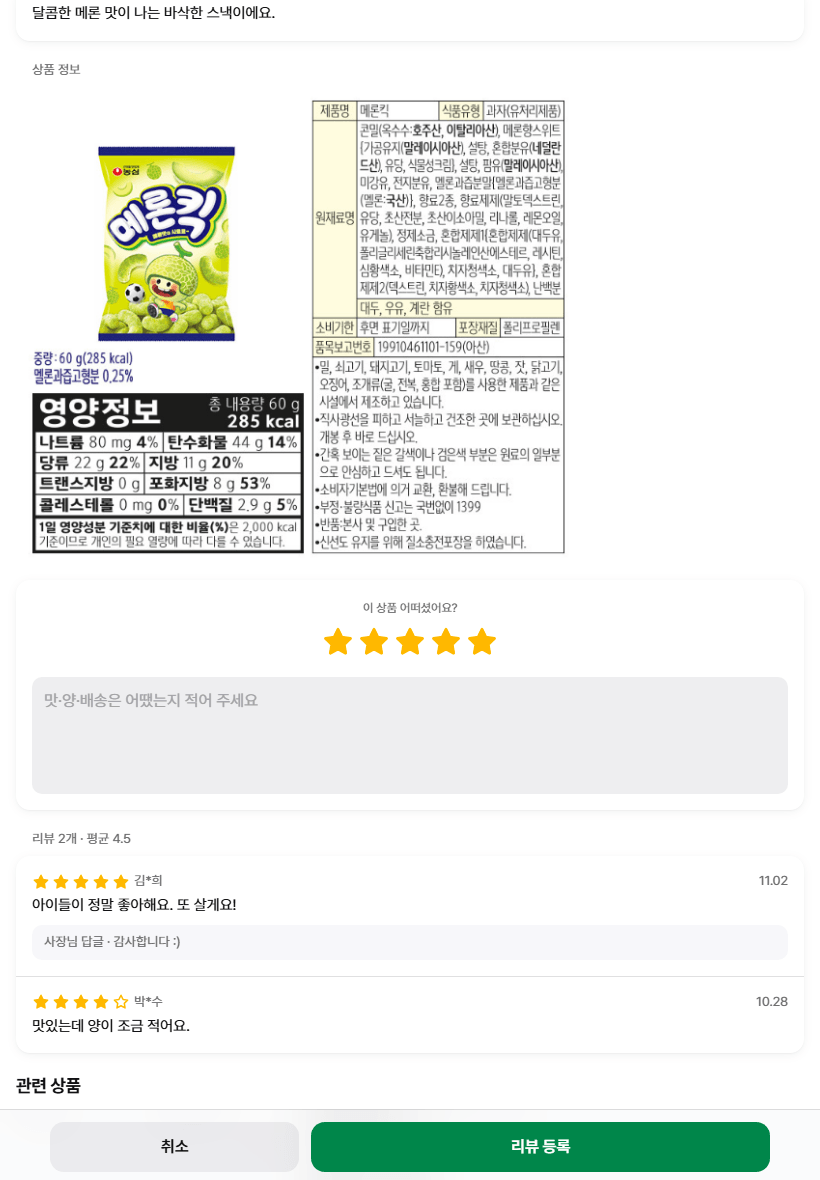 달콤한 메론 맛이 나는 바삭한 스낵이에요.
상품 정보
농심
메론킥
중량 : 60 g(285 kcal)
멜론과즙고형분 0.25%
영양정보
총 내용량 60 g
285 kcal
나트륨 80 mg 4% 탄수화물 44 g 14%
당류 22 g 22% 지방 11 g 20%
트랜스지방 0 g 포화지방 8 g 53%
콜레스테롤 0 mg 0% 단백질 2.9 g 5%
1일 영양성분 기준치에 대한 비율(%)은 2,000 kcal
기준이므로 개인의 필요 열량에 따라 다를 수 있습니다.
제품명 메론킥 식품유형 과자(유처리제품)
원재료명
콘밀(옥수수:호주산, 이탈리아산), 메론향스위트
{가공유지(말레이시아산), 설탕, 혼합분유(네덜란
드산), 유당, 식물성크림}, 설탕, 팜유(말레이시아산),
미강유, 전지분유, 멜론과즙분말{멜론과즙고형분
(멜론:국산)}, 향료2종, 향료제제(말토덱스트린,
유당, 초산전분, 초산이소아밀, 리나롤, 레몬오일,
유게놀), 정제소금, 혼합제제1{혼합제제(대두유,
폴리글리세린축합리시놀레인산에스테르, 레시틴,
심황색소, 비타민E), 치자청색소, 대두유}, 혼합
제제2(덱스트린, 치자황색소, 치자청색소), 난백분
대두, 우유, 계란 함유
소비기한 후면 표기일까지 포장재질 폴리프로필렌
품목보고번호 19910461101-159(아산)
•밀, 쇠고기, 돼지고기, 토마토, 게, 새우, 땅콩, 잣, 닭고기,
오징어, 조개류(굴, 전복, 홍합 포함)를 사용한 제품과 같은
시설에서 제조하고 있습니다.
•직사광선을 피하고 서늘하고 건조한 곳에 보관하십시오.
개봉 후 바로 드십시오.
•간혹 보이는 짙은 갈색이나 검은색 부분은 원료의 일부분
으로 안심하고 드셔도 됩니다.
•소비자기본법에 의거 교환, 환불해 드립니다.
•부정·불량식품 신고는 국번없이 1399
•반품:본사 및 구입한 곳.
•신선도 유지를 위해 질소충전포장을 하였습니다.
이 상품 어떠셨어요?
맛·양·배송은 어땠는지 적어 주세요
리뷰 2개 · 평균 4.5
김*희 11.02
아이들이 정말 좋아해요. 또 살게요!
사장님 답글 · 감사합니다 :)
박*수 10.28
맛있는데 양이 조금 적어요.
관련 상품
취소 리뷰 등록